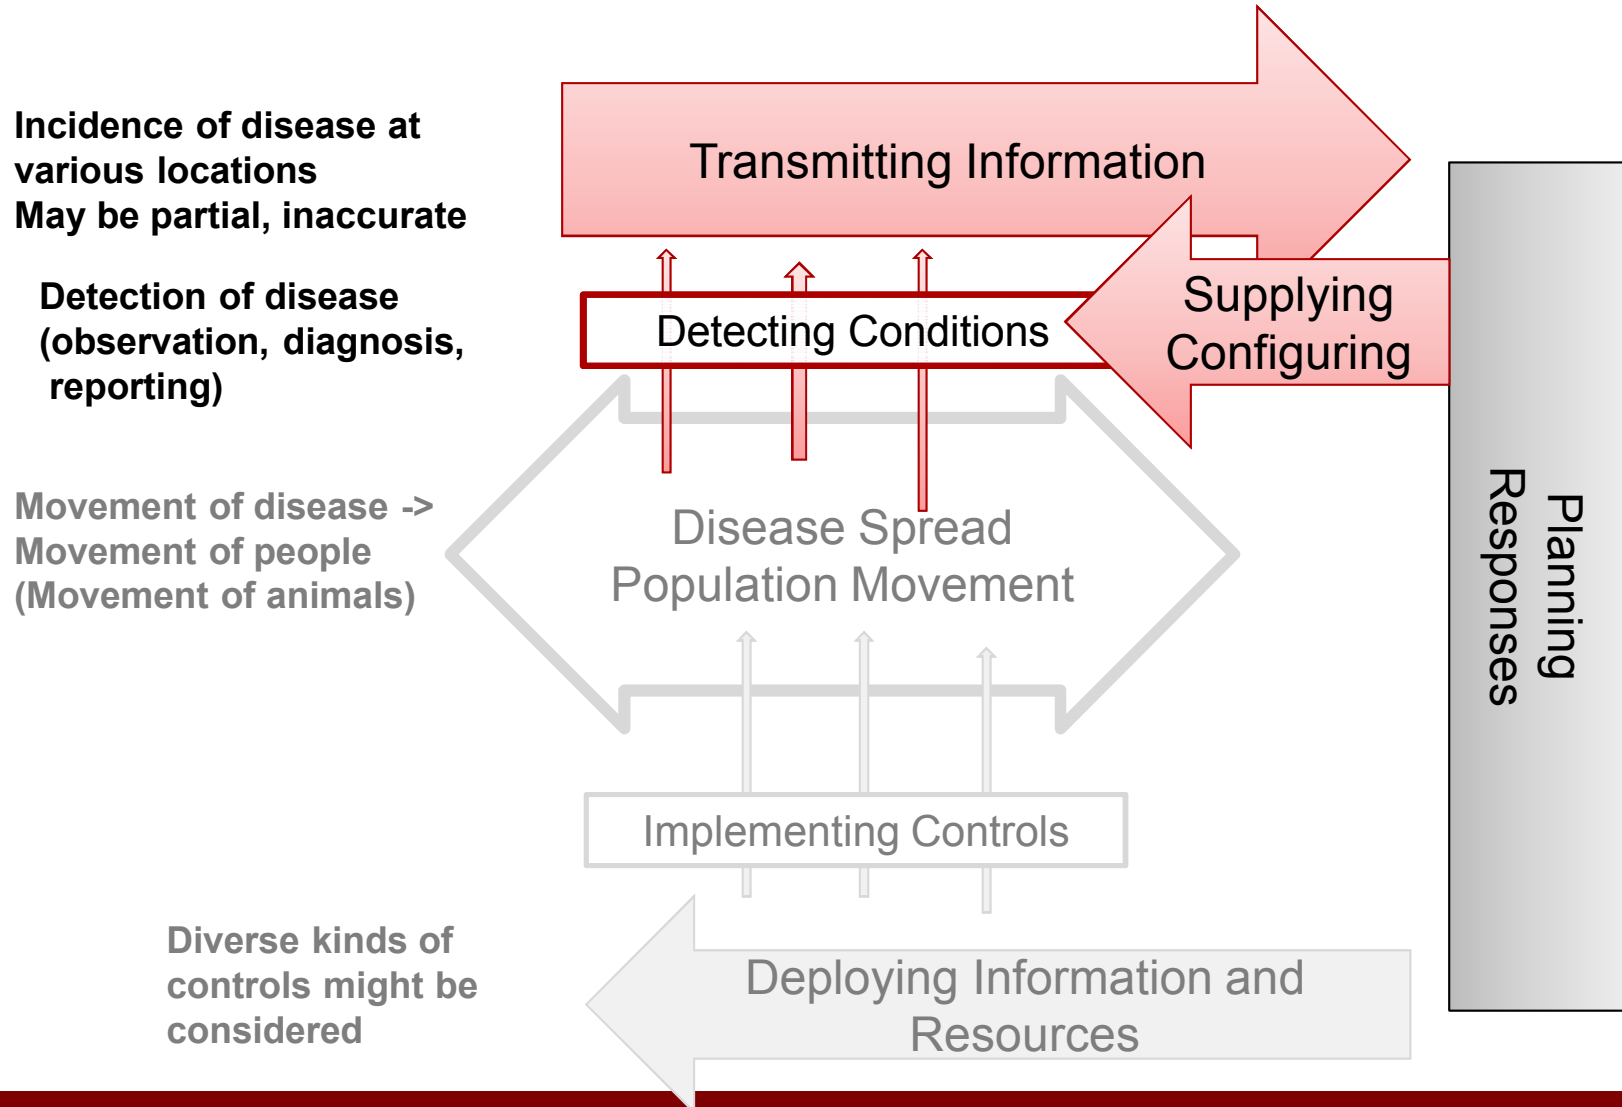 Incidence of disease at
various locations
May be partial, inaccurate
Transmitting Information
Detection of disease
(observation, diagnosis,
reporting)
Detecting Conditions
Supplying
Configuring
Movement of disease ->
Movement of people
(Movement of animals)
Disease Spread
Population Movement
Planning
Responses
Implementing Controls
Diverse kinds of
controls might be
considered
Deploying Information and
Resources